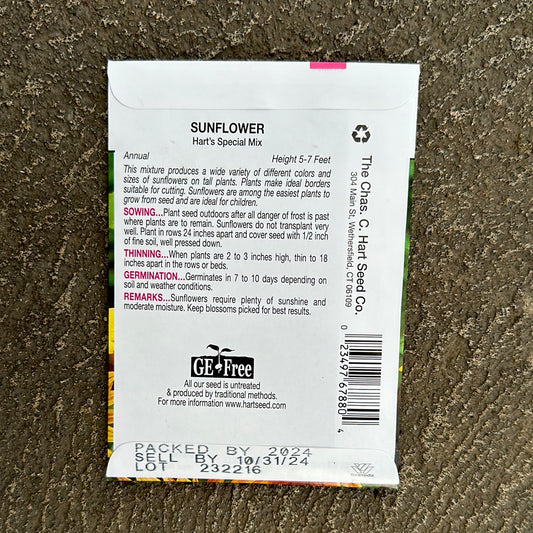 SUNFLOWER
Hart's Special Mix
Annual Height 5-7 Feet
This mixture produces a wide variety of different colors and
sizes of sunflowers on tall plants. Plants make ideal borders
suitable for cutting. Sunflowers are among the easiest plants to
grow from seed and are ideal for children.
SOWING...Plant seed outdoors after all danger of frost is past
where plants are to remain. Sunflowers do not transplant very
well. Plant in rows 24 inches apart and cover seed with 1/2 inch
of fine soil, well pressed down.
THINNING...When plants are 2 to 3 inches high, thin to 18
inches apart in the rows or beds.
GERMINATION...Germinates in 7 to 10 days depending on
soil and weather conditions.
REMARKS...Sunflowers require plenty of sunshine and
moderate moisture. Keep blossoms picked for best results.
GE Free
All our seed is untreated
& produced by traditional methods.
For more information www.hartseed.com
PACKED BY 2024
SELL BY 10/31/24
LOT 232216
The Chas. C. Hart Seed Co.
304 Main St, Wethersfield, CT 06109
0 23497 67880 4